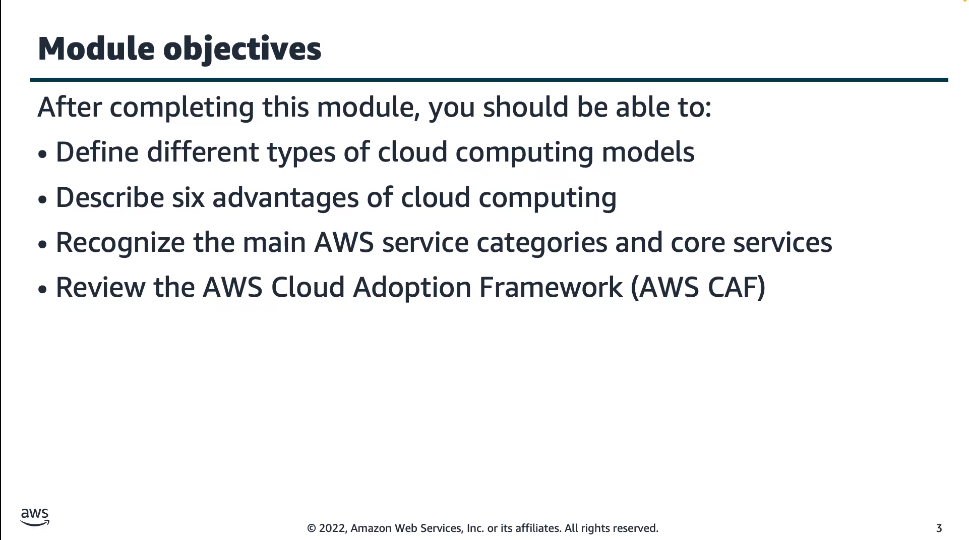 Module objectives
After completing this module, you should be able to:
• Define different types of cloud computing models
• Describe six advantages of cloud computing
• Recognize the main AWS service categories and core services
• Review the AWS Cloud Adoption Framework (AWS CAF)
aws
© 2022, Amazon Web Services, Inc. or its affiliates. All rights reserved.
3